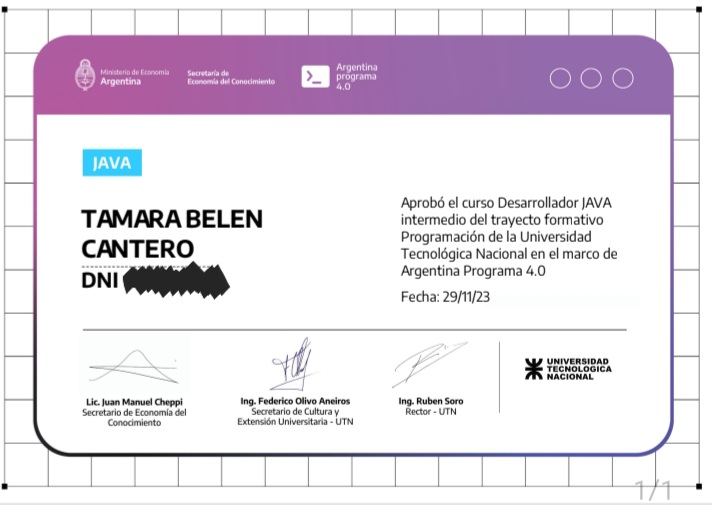 Ministerio de Economía
Argentina
Secretaría de
Economía del Conocimiento
>_
Argentina
programa
4.0
JAVA
TAMARA BELEN
CANTERO
DNI
Aprobó el curso Desarrollador JAVA
intermedio del trayecto formativo
Programación de la Universidad
Tecnológica Nacional en el marco de
Argentina Programa 4.0
Fecha: 29/11/23
Lic. Juan Manuel Cheppi
Secretario de Economía del
Conocimiento
Ing. Federico Olivo Aneiros
Secretario de Cultura y
Extensión Universitaria - UTN
Ing. Ruben Soro
Rector - UTN
UNIVERSIDAD
TECNOLOGICA
NACIONAL
1/1